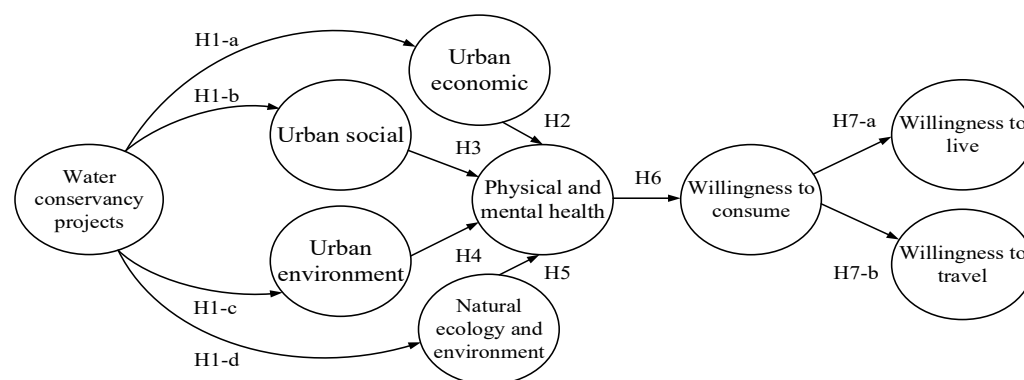 H1-a
Urban
economic
H1-b
H2
Urban social
H3
H7-a
Willingness to
live
Water
conservancy
projects
Physical and
mental health
H6
Willingness to
consume
Urban
environment
H4
H5
H7-b
Willingness to
travel
H1-c
Natural
ecology and
environment
H1-d